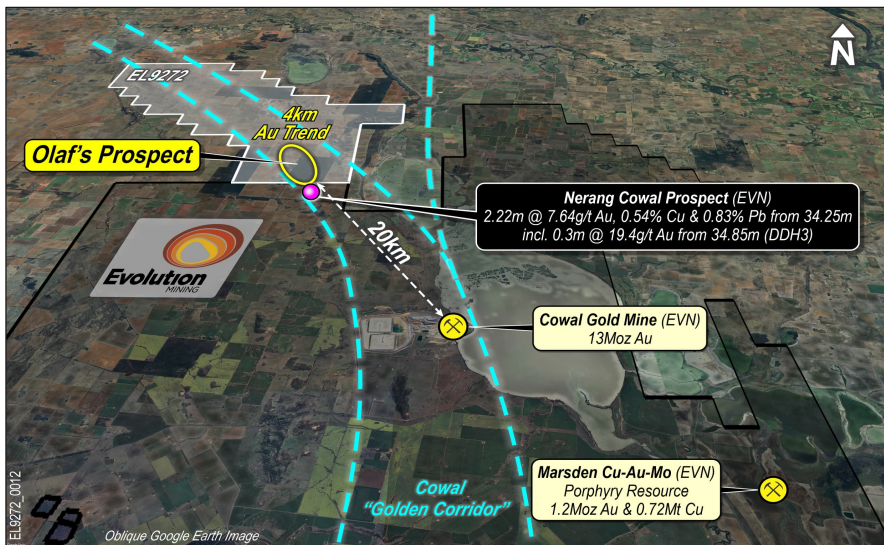 EL9272
N
4km
Au Trend
Olaf's Prospect
Nerang Cowal Prospect (EVN)
2.22m @ 7.64g/t Au, 0.54% Cu & 0.83% Pb from 34.25m
incl. 0.3m @ 19.4g/t Au from 34.85m (DDH3)
20km
Evolution
MINING
Cowal Gold Mine (EVN)
13Moz Au
Marsden Cu-Au-Mo (EVN)
Porphyry Resource
1.2Moz Au & 0.72Mt Cu
Cowal
"Golden Corridor"
EL9272_0012
Oblique Google Earth Image